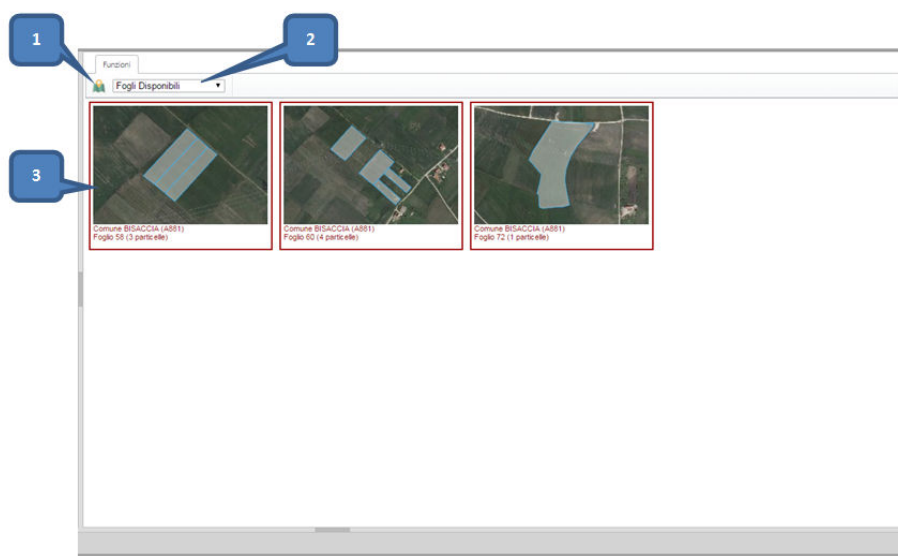 1
2
Funzioni
Fogli Disponibili
3
Comune BISACCIA (A881)
Foglio 58 (3 particelle)
Comune BISACCIA (A881)
Foglio 60 (4 particelle)
Comune BISACCIA (A881)
Foglio 72 (1 particelle)